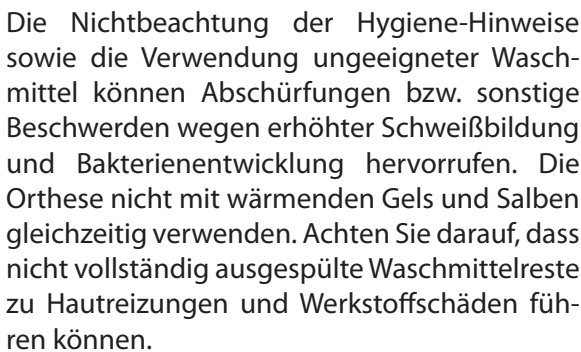 Die Nichtbeachtung der Hygiene-Hinweise
sowie die Verwendung ungeeigneter Wasch-
mittel können Abschürfungen bzw. sonstige
Beschwerden wegen erhöhter Schweißbildung
und Bakterienentwicklung hervorrufen. Die
Orthese nicht mit wärmenden Gels und Salben
gleichzeitig verwenden. Achten Sie darauf, dass
nicht vollständig ausgespülte Waschmittelreste
zu Hautreizungen und Werkstoffschäden füh-
ren können.